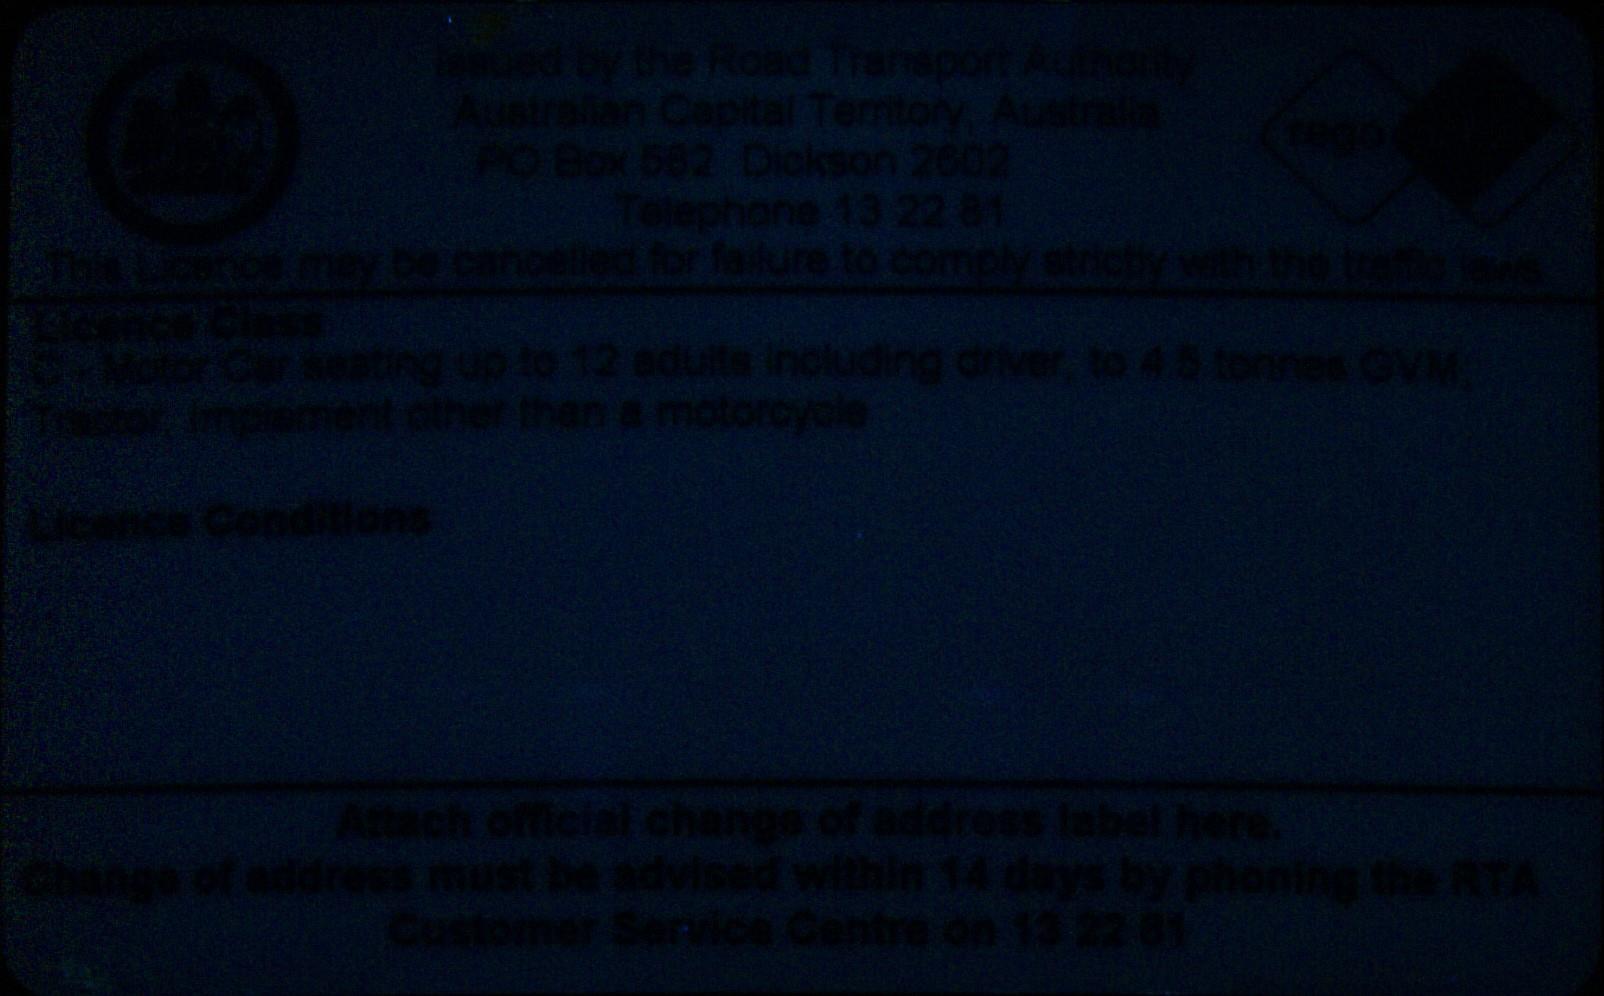 Issued by the Road Transport Authority
Australian Capital Territory, Australia
PO Box 582 Dickson 2602
Telephone 13 22 81
rego
This Licence may be cancelled for failure to comply strictly with the traffic laws
Licence Class
C - Motor Car seating up to 12 adults including driver, to 4.5 tonnes GVM,
Tractor, Implement other than a motorcycle
Licence Conditions
Attach official change of address label here.
Change of address must be advised within 14 days by phoning the RTA
Customer Service Centre on 13 22 81